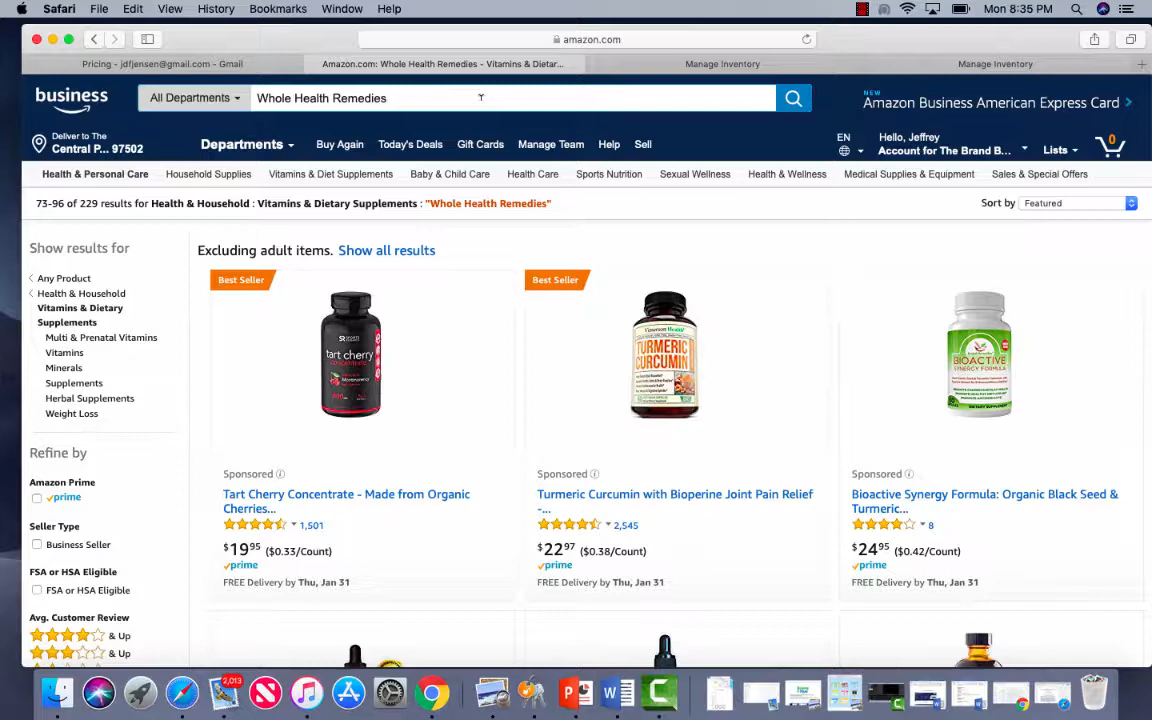 Safari File Edit View History Bookmarks Window Help
Mon 8:35 PM
amazon.com
Pricing - jdfjensen@gmail.com - Gmail
Amazon.com: Whole Health Remedies - Vitamins & Dietar...
Manage Inventory
Manage Inventory
business
All Departments
Whole Health Remedies
NEW
Amazon Business American Express Card
Deliver to The
Central P... 97502
Departments
Buy Again Today's Deals Gift Cards Manage Team Help Sell
EN
Hello, Jeffrey
Account for The Brand B...
Lists
0
Health & Personal Care Household Supplies Vitamins & Diet Supplements Baby & Child Care Health Care Sports Nutrition Sexual Wellness Health & Wellness Medical Supplies & Equipment Sales & Special Offers
73-96 of 229 results for Health & Household : Vitamins & Dietary Supplements : "Whole Health Remedies"
Sort by Featured
Show results for
Any Product
Health & Household
Vitamins & Dietary
Supplements
Multi & Prenatal Vitamins
Vitamins
Minerals
Supplements
Herbal Supplements
Weight Loss
Refine by
Amazon Prime
prime
Seller Type
Business Seller
FSA or HSA Eligible
FSA or HSA Eligible
Avg. Customer Review
& Up
& Up
Excluding adult items. Show all results
Best Seller
tart cherry
Sponsored
Tart Cherry Concentrate - Made from Organic
Cherries...
1,501
$19 95 ($0.33/Count)
prime
FREE Delivery by Thu, Jan 31
Best Seller
TURMERIC
CURCUMIN
Sponsored
Turmeric Curcumin with Bioperine Joint Pain Relief
-...
2,545
$22 97 ($0.38/Count)
prime
FREE Delivery by Thu, Jan 31
BIOACTIVE
SYNERGY FORMULA
Sponsored
Bioactive Synergy Formula: Organic Black Seed &
Turmeric...
8
$24 95 ($0.42/Count)
prime
FREE Delivery by Thu, Jan 31
2,013